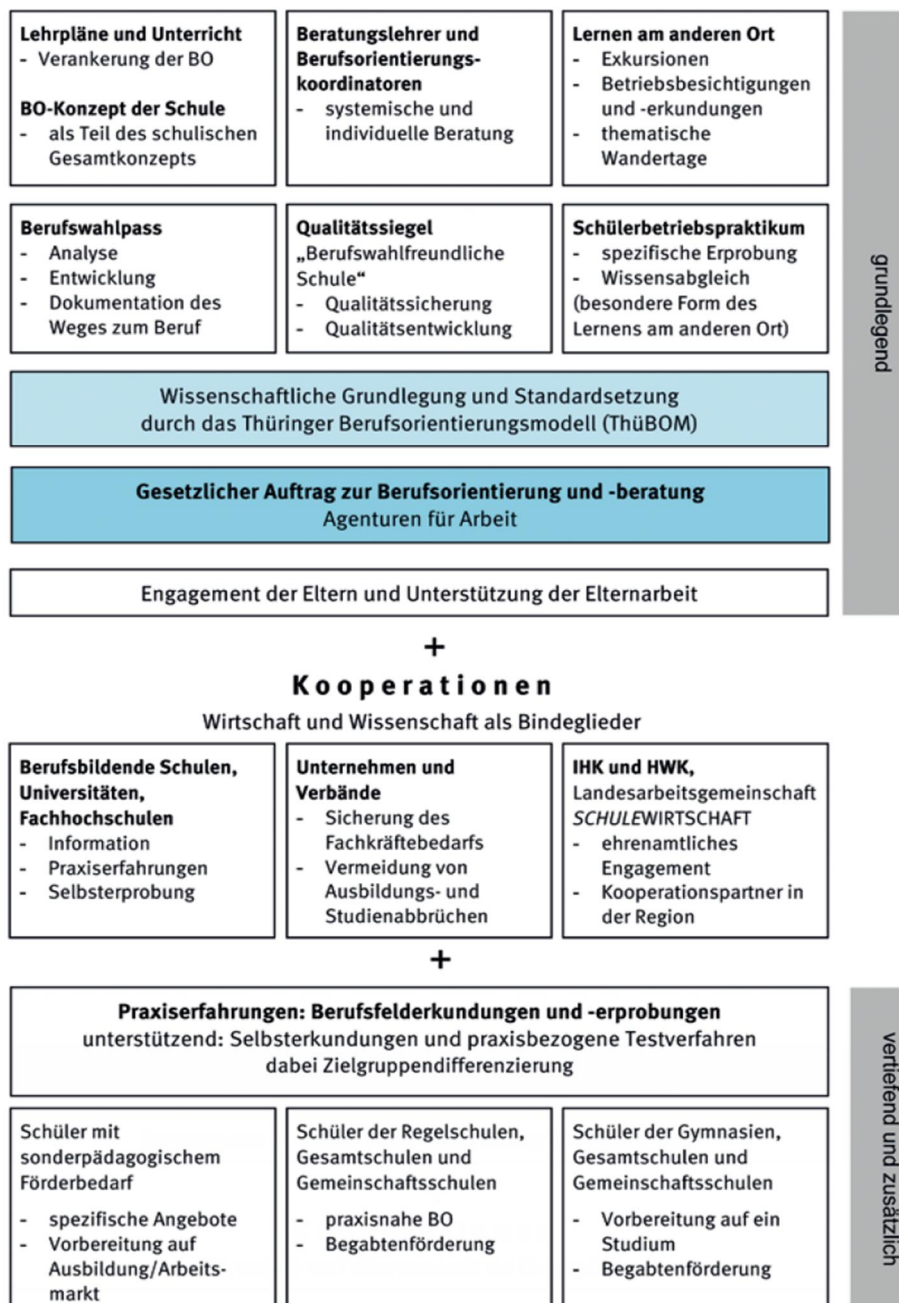 Lehrpläne und Unterricht
- Verankerung der BO
BO-Konzept der Schule
- als Teil des schulischen
Gesamtkonzepts
Beratungslehrer und
Berufsorientierungs-
koordinatoren
- systemische und
individuelle Beratung
Lernen am anderen Ort
- Exkursionen
- Betriebsbesichtigungen
und -erkundungen
- thematische
Wandertage
Berufswahlpass
- Analyse
- Entwicklung
- Dokumentation des
Weges zum Beruf
Qualitätssiegel
„Berufswahlfreundliche
Schule“
- Qualitätssicherung
- Qualitätsentwicklung
Schülerbetriebspraktikum
- spezifische Erprobung
- Wissensabgleich
(besondere Form des
Lernens am anderen Ort)
grundlegend
Wissenschaftliche Grundlegung und Standardsetzung
durch das Thüringer Berufsorientierungsmodell (ThüBOM)
Gesetzlicher Auftrag zur Berufsorientierung und -beratung
Agenturen für Arbeit
Engagement der Eltern und Unterstützung der Elternarbeit
+
Kooperationen
Wirtschaft und Wissenschaft als Bindeglieder
Berufsbildende Schulen,
Universitäten,
Fachhochschulen
- Information
- Praxiserfahrungen
- Selbsterprobung
Unternehmen und
Verbände
- Sicherung des
Fachkräftebedarfs
- Vermeidung von
Ausbildungs- und
Studienabbrüchen
IHK und HWK,
Landesarbeitsgemeinschaft
SCHULEWIRTSCHAFT
- ehrenamtliches
Engagement
- Kooperationspartner in
der Region
+
Praxiserfahrungen: Berufsfelderkundungen und -erprobungen
unterstützend: Selbsterkundungen und praxisbezogene Testverfahren
dabei Zielgruppendifferenzierung
Schüler mit
sonderpädagogischem
Förderbedarf
- spezifische Angebote
- Vorbereitung auf
Ausbildung/Arbeits-
markt
Schüler der Regelschulen,
Gesamtschulen und
Gemeinschaftsschulen
- praxisnahe BO
- Begabtenförderung
Schüler der Gymnasien,
Gesamtschulen und
Gemeinschaftsschulen
- Vorbereitung auf ein
Studium
- Begabtenförderung
vertiefend und zusätzlich